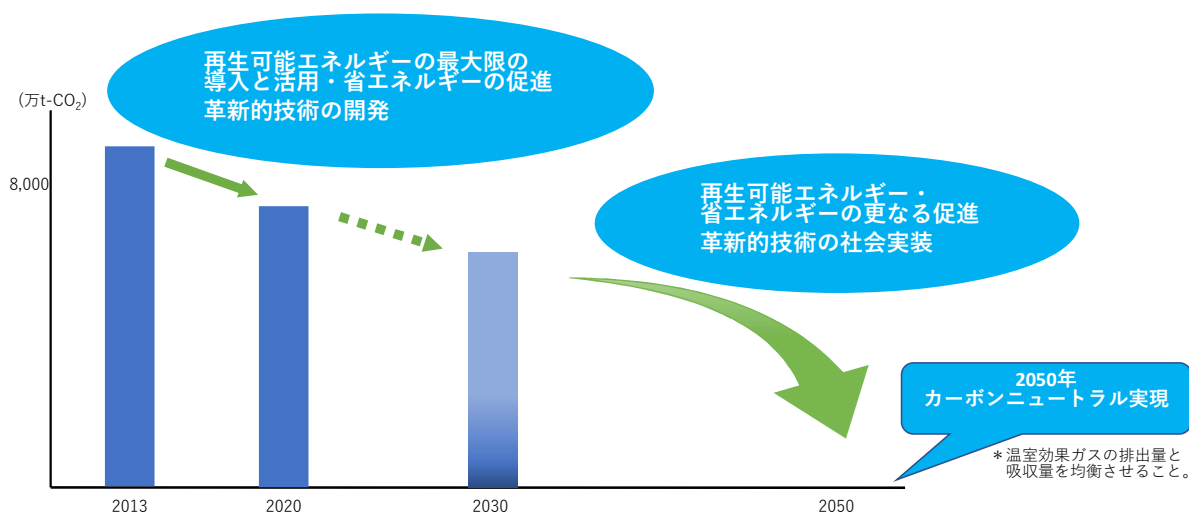 再生可能エネルギーの最大限の
導入と活用・省エネルギーの促進
革新的技術の開発
（万t-CO₂）
8,000
再生可能エネルギー・
省エネルギーの更なる促進
革新的技術の社会実装
2050年
カーボンニュートラル実現
＊温室効果ガスの排出量と
吸収量を均衡させること。
2013
2020
2030
2050